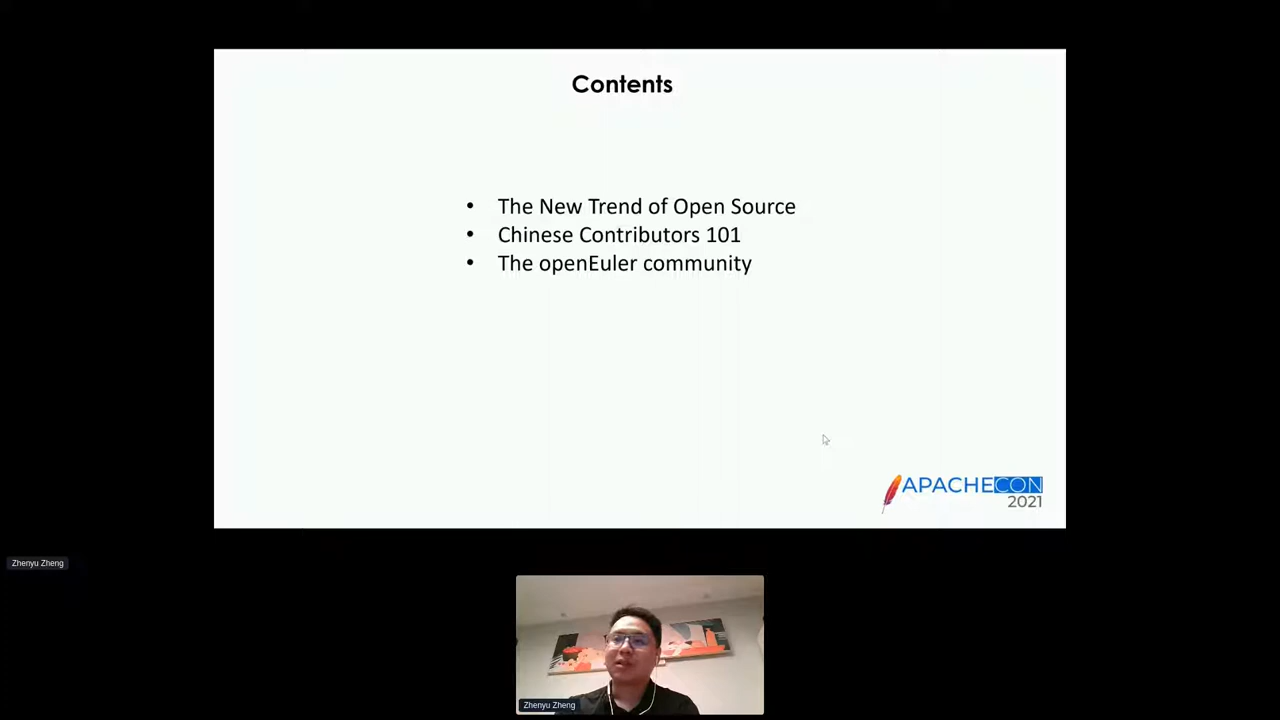 Contents
• The New Trend of Open Source
• Chinese Contributors 101
• The openEuler community
APACHECON
2021
Zhenyu Zheng
Zhenyu Zheng